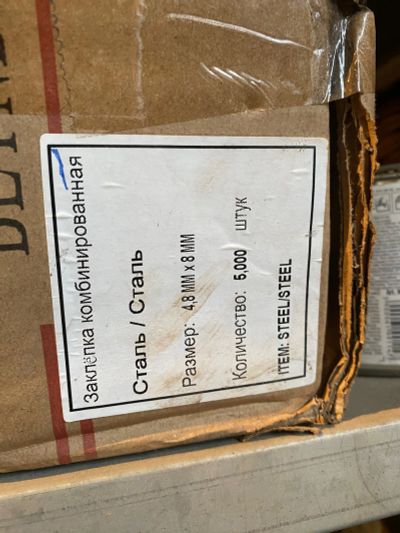 Заклёпка комбинированная
Сталь / Сталь
Размер: 4,8 ММ х 8 ММ
Количество: 5,000 штук
ITEM: STEEL/STEEL